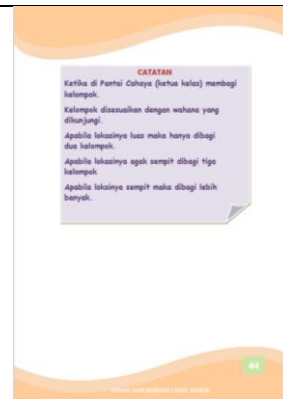 CATATAN
Ketika di Pantai Cahaya (ketua kelas) membagi
kelompok.
Kelompok disesuaikan dengan wahana yang
dikunjungi.
Apabila lokasinya luas maka hanya dibagi
dua kelompok.
Apabila lokasinya agak sempit dibagi tiga
kelompok
Apabila loksinya sempit maka dibagi lebih
banyak.
44